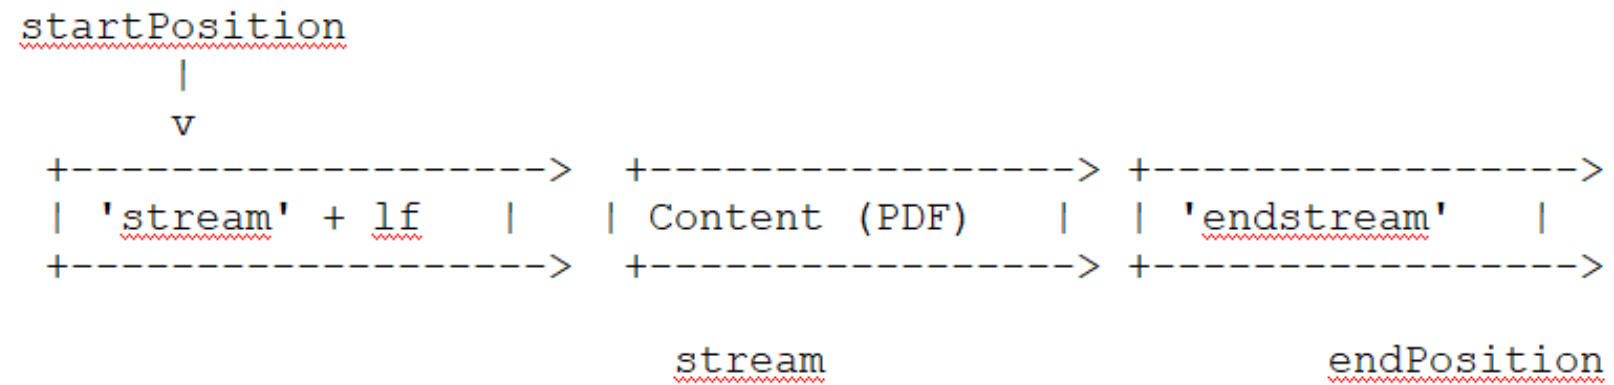 startPosition
|
v
+-------------------> +-----------------> +----------------->
| 'stream' + lf | | Content (PDF) | | 'endstream' |
+-------------------> +-----------------> +----------------->
stream endPosition